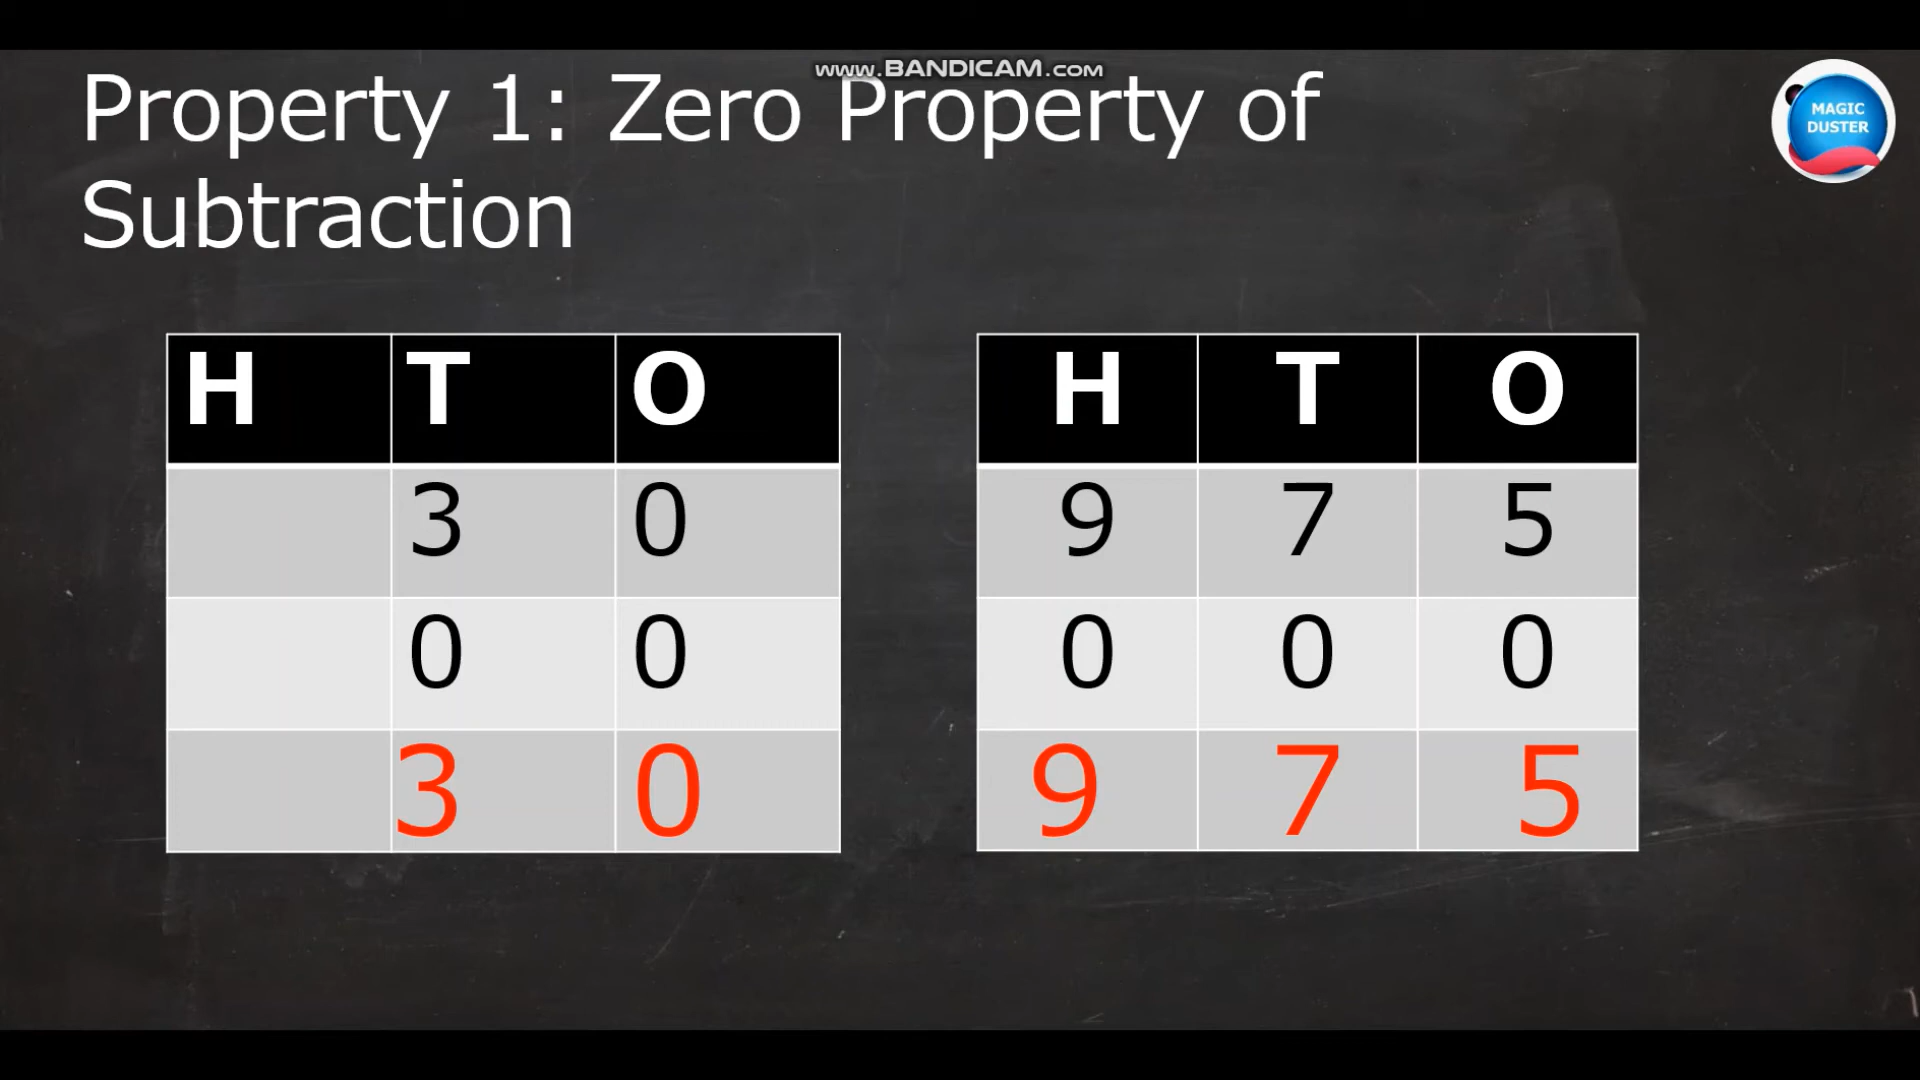 www.BANDICAM.com
Property 1: Zero Property of
Subtraction
MAGIC
DUSTER
H T O
3 0
0 0
3 0
H T O
9 7 5
0 0 0
9 7 5